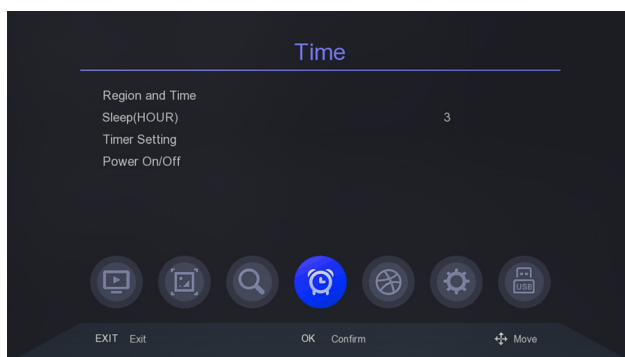 Time
Region and Time
Sleep(HOUR) 3
Timer Setting
Power On/Off
USB
EXIT Exit OK Confirm Move